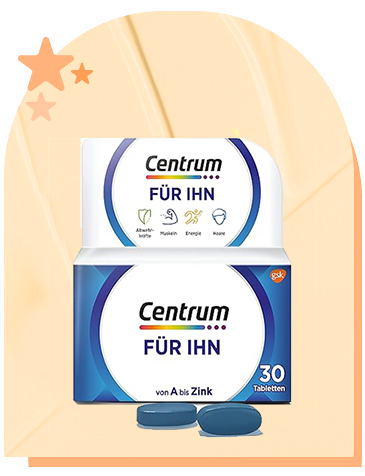 Centrum
FÜR IHN
Abwehr-
kräfte
Muskeln
Energie
Haare
gsk
Centrum
FÜR IHN
30
Tabletten
von A bis Zink